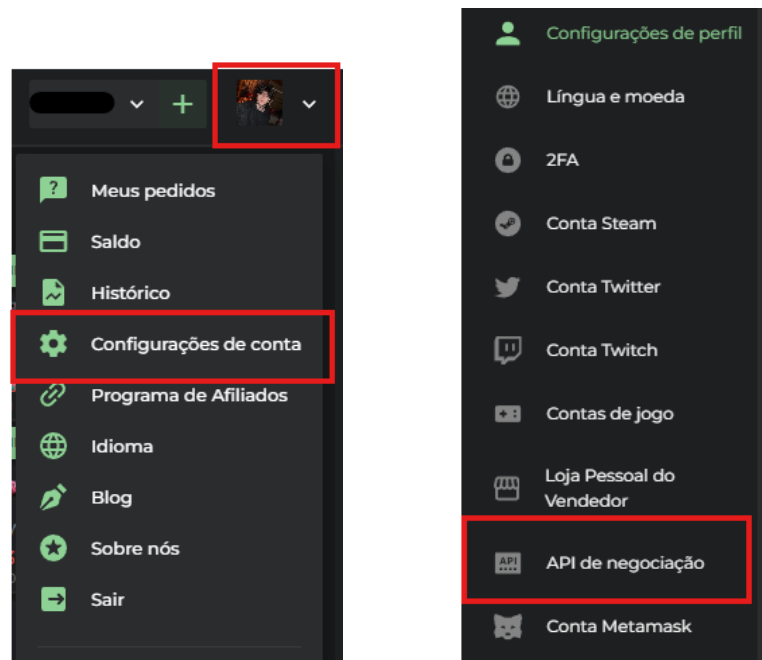 Meus pedidos
Saldo
Histórico
Configurações de conta
Programa de Afiliados
Idioma
Blog
Sobre nós
Sair
Configurações de perfil
Língua e moeda
2FA
Conta Steam
Conta Twitter
Conta Twitch
Contas de jogo
Loja Pessoal do
Vendedor
API
API de negociação
Conta Metamask